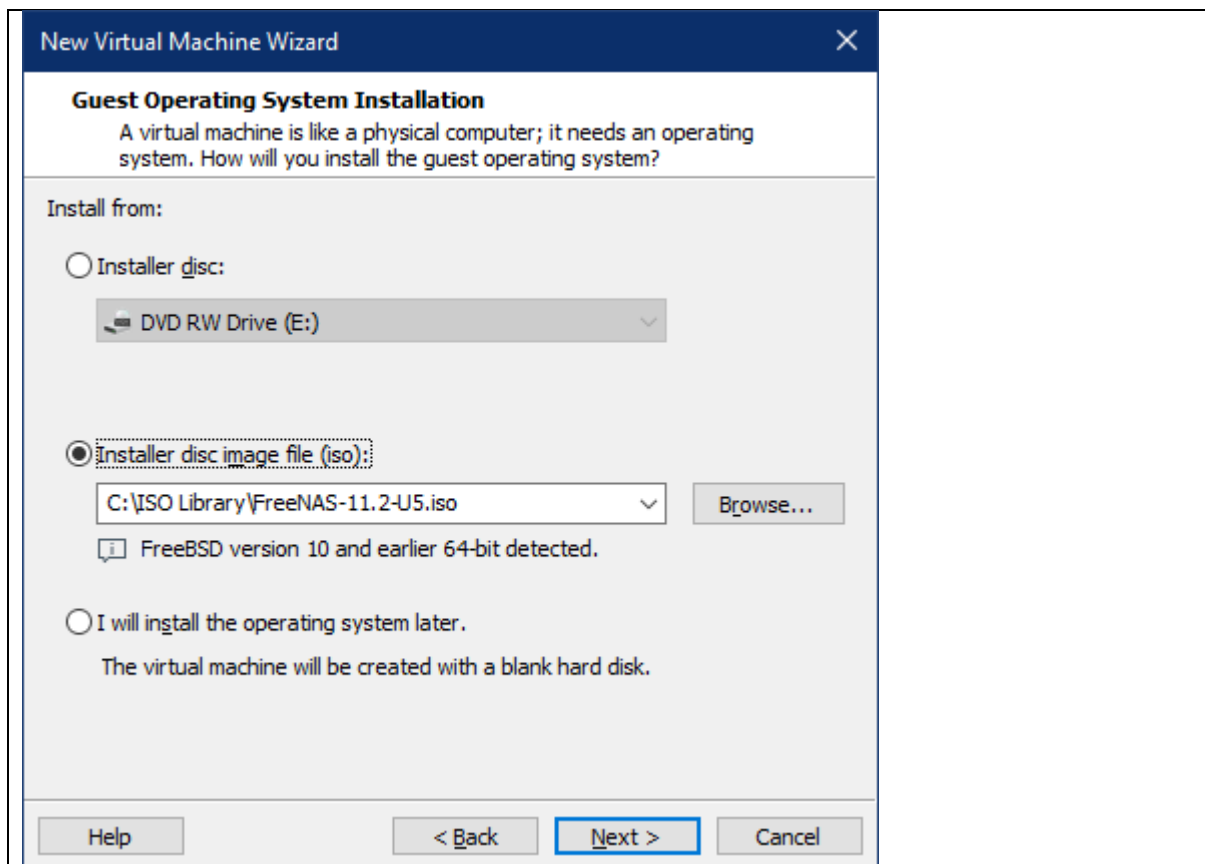 New Virtual Machine Wizard
Guest Operating System Installation
A virtual machine is like a physical computer; it needs an operating
system. How will you install the guest operating system?
Install from:
Installer disc:
DVD RW Drive (E:)
Installer disc image file (iso):
C:\ISO Library\FreeNAS-11.2-U5.iso
Browse...
FreeBSD version 10 and earlier 64-bit detected.
I will install the operating system later.
The virtual machine will be created with a blank hard disk.
Help
< Back
Next >
Cancel